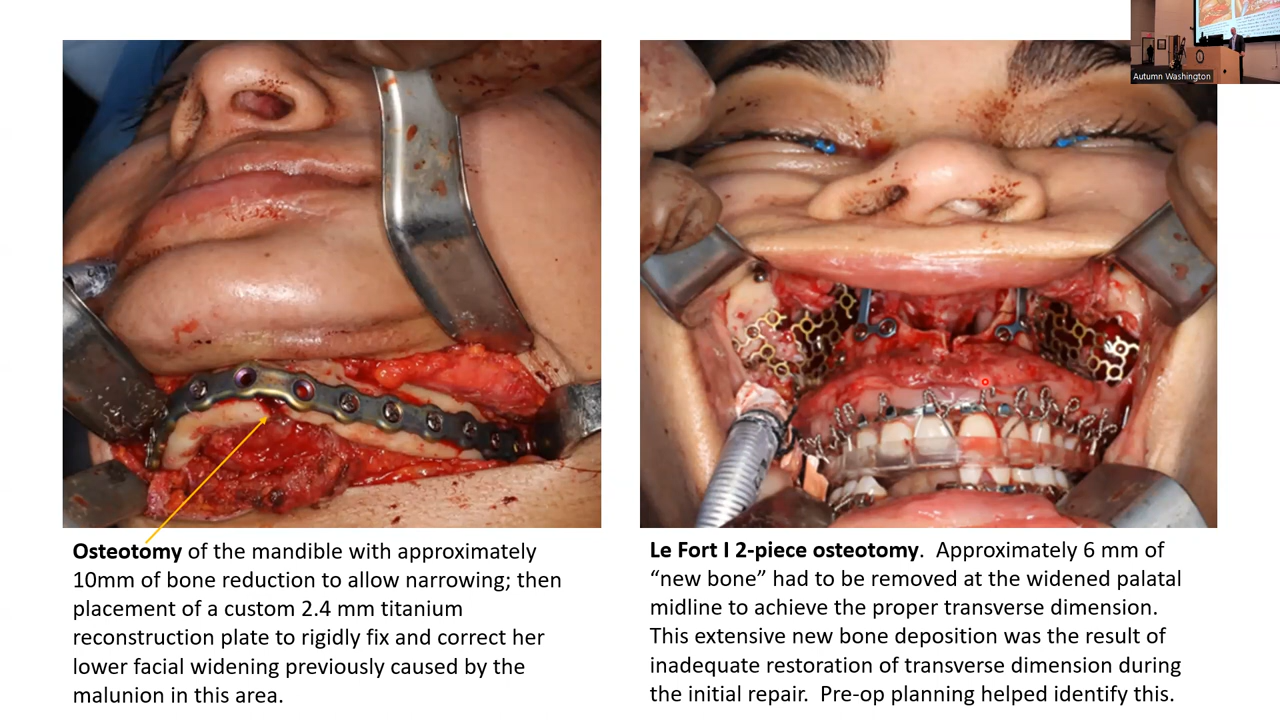 Autumn Washington
Osteotomy of the mandible with approximately
10mm of bone reduction to allow narrowing; then
placement of a custom 2.4 mm titanium
reconstruction plate to rigidly fix and correct her
lower facial widening previously caused by the
malunion in this area.
Le Fort I 2-piece osteotomy.  Approximately 6 mm of
“new bone” had to be removed at the widened palatal
midline to achieve the proper transverse dimension.
This extensive new bone deposition was the result of
inadequate restoration of transverse dimension during
the initial repair.  Pre-op planning helped identify this.